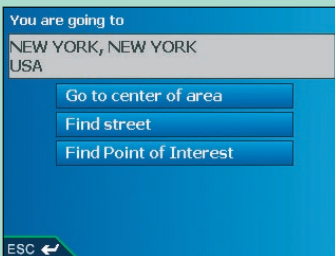 You are going to
NEW YORK, NEW YORK
USA
Go to center of area
Find street
Find Point of Interest
ESC